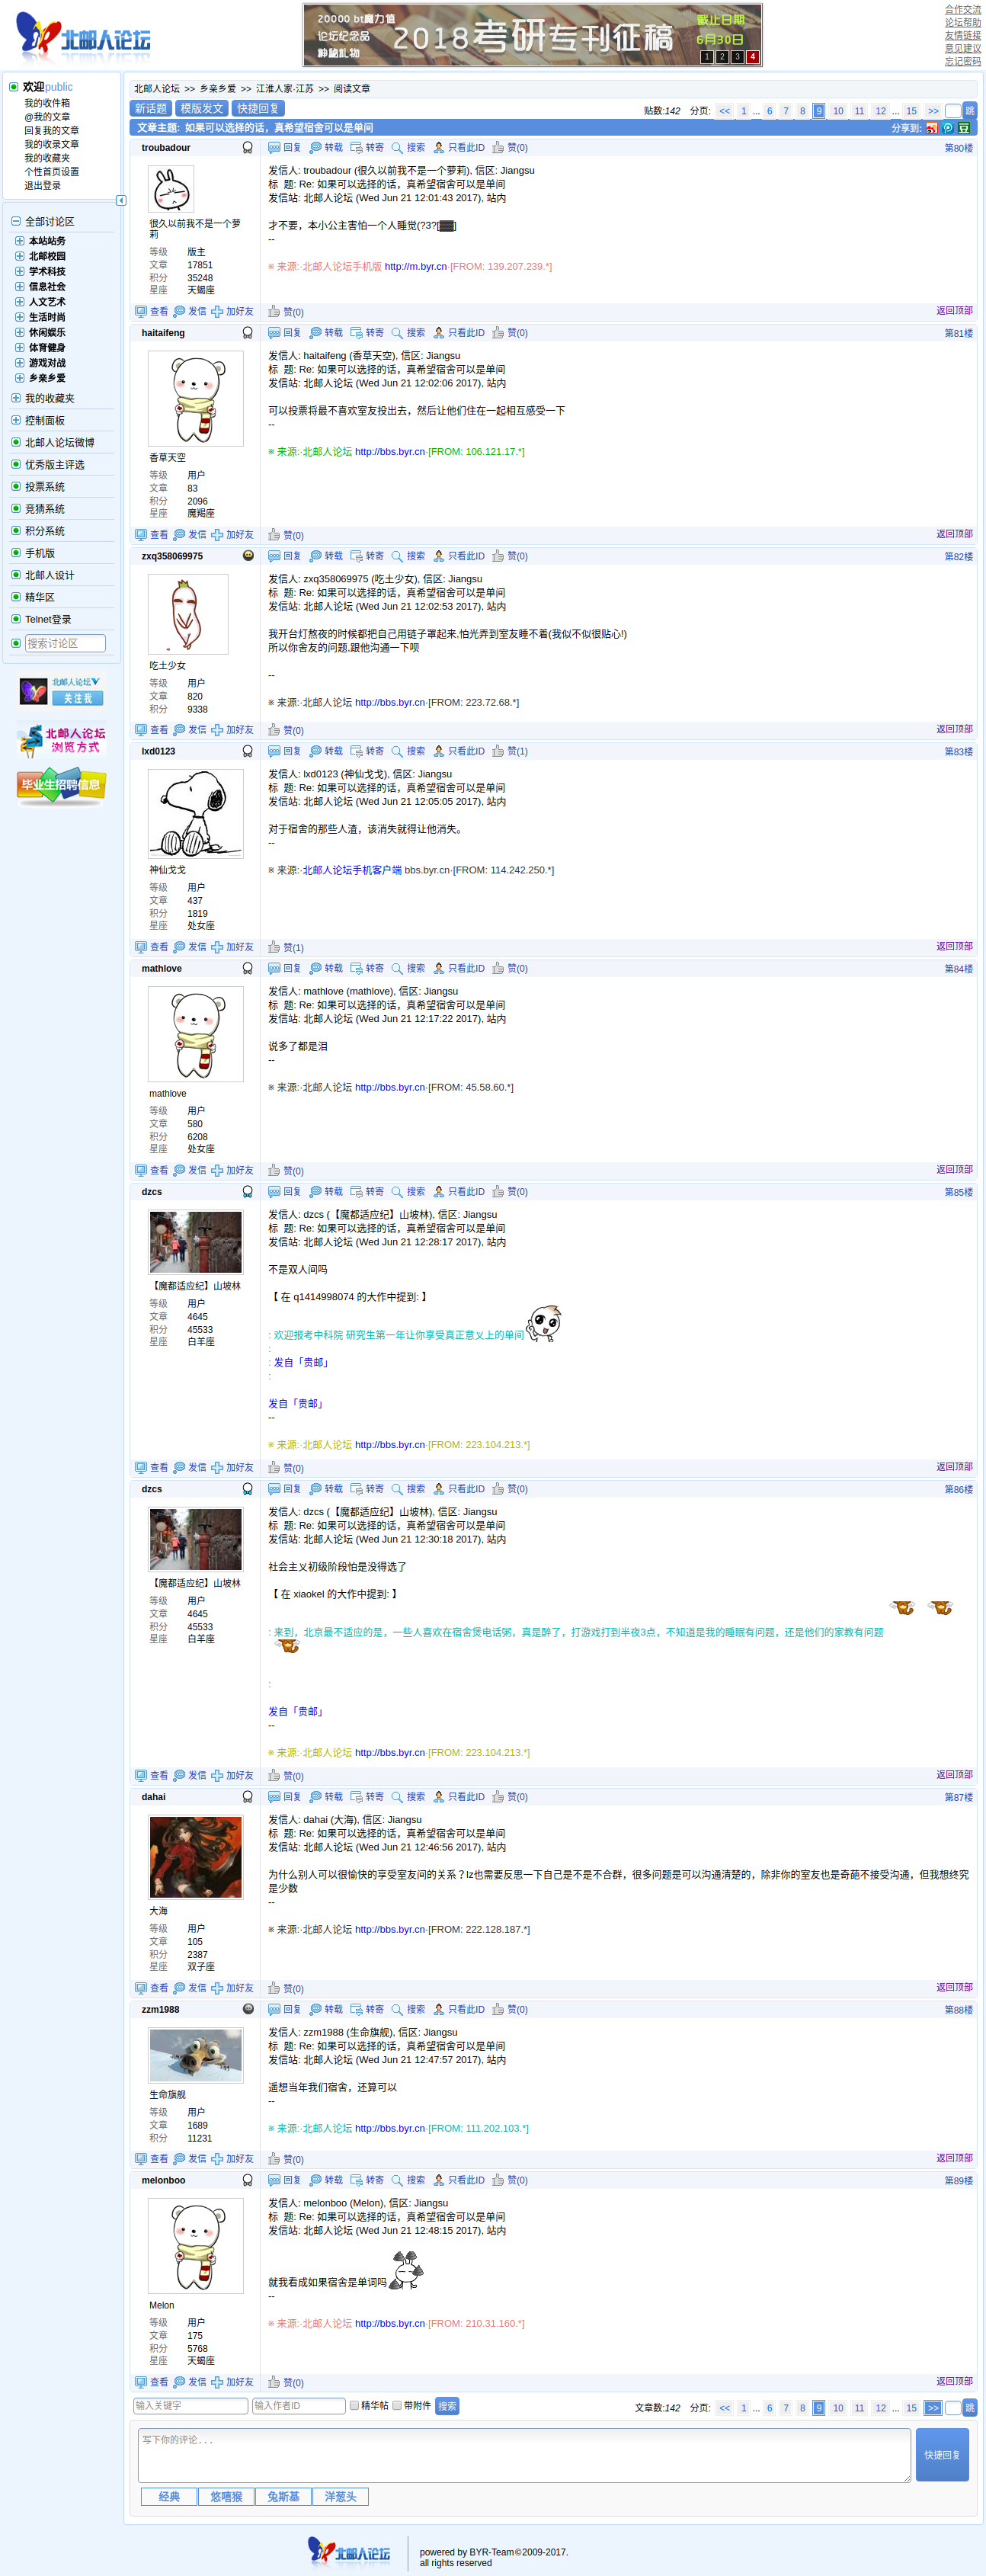 北邮人论坛
20000 bt魔力值
论坛纪念品
神秘礼物
2018考研专刊征稿
截止日期
6月30日
1 2 3 4
合作交流
论坛帮助
友情链接
意见建议
忘记密码
欢迎public
我的收件箱
@我的文章
回复我的文章
我的收录文章
我的收藏夹
个性首页设置
退出登录
全部讨论区
本站站务
北邮校园
学术科技
信息社会
人文艺术
生活时尚
休闲娱乐
体育健身
游戏对战
乡亲乡爱
我的收藏夹
控制面板
北邮人论坛微博
优秀版主评选
投票系统
竞猜系统
积分系统
手机版
北邮人设计
精华区
Telnet登录
搜索讨论区
北邮人论坛
关注我
北邮人论坛
浏览方式
毕业生招聘信息
北邮人论坛 >> 乡亲乡爱 >> 江淮人家·江苏 >> 阅读文章
新话题 模版发文 快捷回复
贴数:142 分页: << 1 ... 6 7 8 9 10 11 12 ... 15 >> 跳
文章主题: 如果可以选择的话，真希望宿舍可以是单间
分享到:
troubadour
回复 转载 转寄 搜索 只看此ID 赞(0)
第80楼
很久以前我不是一个萝莉
等级 版主
文章 17851
积分 35248
星座 天蝎座
发信人: troubadour (很久以前我不是一个萝莉), 信区: Jiangsu
标 题: Re: 如果可以选择的话，真希望宿舍可以是单间
发信站: 北邮人论坛 (Wed Jun 21 12:01:43 2017), 站内
才不要，本小公主害怕一个人睡觉(?3?[▓▓]
--
※ 来源:·北邮人论坛手机版 http://m.byr.cn·[FROM: 139.207.239.*]
查看 发信 加好友
赞(0)
返回顶部
haitaifeng
回复 转载 转寄 搜索 只看此ID 赞(0)
第81楼
香草天空
等级 用户
文章 83
积分 2096
星座 魔羯座
发信人: haitaifeng (香草天空), 信区: Jiangsu
标 题: Re: 如果可以选择的话，真希望宿舍可以是单间
发信站: 北邮人论坛 (Wed Jun 21 12:02:06 2017), 站内
可以投票将最不喜欢室友投出去，然后让他们住在一起相互感受一下
--
※ 来源:·北邮人论坛 http://bbs.byr.cn·[FROM: 106.121.17.*]
查看 发信 加好友
赞(0)
返回顶部
zxq358069975
回复 转载 转寄 搜索 只看此ID 赞(0)
第82楼
吃土少女
等级 用户
文章 820
积分 9338
发信人: zxq358069975 (吃土少女), 信区: Jiangsu
标 题: Re: 如果可以选择的话，真希望宿舍可以是单间
发信站: 北邮人论坛 (Wed Jun 21 12:02:53 2017), 站内
我开台灯熬夜的时候都把自己用链子罩起来,怕光弄到室友睡不着(我似不似很贴心!)
所以你舍友的问题,跟他沟通一下呗
--
※ 来源:·北邮人论坛 http://bbs.byr.cn·[FROM: 223.72.68.*]
查看 发信 加好友
赞(0)
返回顶部
lxd0123
回复 转载 转寄 搜索 只看此ID 赞(1)
第83楼
神仙戈戈
等级 用户
文章 437
积分 1819
星座 处女座
发信人: lxd0123 (神仙戈戈), 信区: Jiangsu
标 题: Re: 如果可以选择的话，真希望宿舍可以是单间
发信站: 北邮人论坛 (Wed Jun 21 12:05:05 2017), 站内
对于宿舍的那些人渣，该消失就得让他消失。
--
※ 来源:·北邮人论坛手机客户端 bbs.byr.cn·[FROM: 114.242.250.*]
查看 发信 加好友
赞(1)
返回顶部
mathlove
回复 转载 转寄 搜索 只看此ID 赞(0)
第84楼
mathlove
等级 用户
文章 580
积分 6208
星座 处女座
发信人: mathlove (mathlove), 信区: Jiangsu
标 题: Re: 如果可以选择的话，真希望宿舍可以是单间
发信站: 北邮人论坛 (Wed Jun 21 12:17:22 2017), 站内
说多了都是泪
--
※ 来源:·北邮人论坛 http://bbs.byr.cn·[FROM: 45.58.60.*]
查看 发信 加好友
赞(0)
返回顶部
dzcs
回复 转载 转寄 搜索 只看此ID 赞(0)
第85楼
【魔都适应纪】山坡林
等级 用户
文章 4645
积分 45533
星座 白羊座
发信人: dzcs (【魔都适应纪】山坡林), 信区: Jiangsu
标 题: Re: 如果可以选择的话，真希望宿舍可以是单间
发信站: 北邮人论坛 (Wed Jun 21 12:28:17 2017), 站内
不是双人间吗
【 在 q1414998074 的大作中提到: 】
: 欢迎报考中科院 研究生第一年让你享受真正意义上的单间
:
: 发自「贵邮」
:
发自「贵邮」
--
※ 来源:·北邮人论坛 http://bbs.byr.cn·[FROM: 223.104.213.*]
查看 发信 加好友
赞(0)
返回顶部
dzcs
回复 转载 转寄 搜索 只看此ID 赞(0)
第86楼
【魔都适应纪】山坡林
等级 用户
文章 4645
积分 45533
星座 白羊座
发信人: dzcs (【魔都适应纪】山坡林), 信区: Jiangsu
标 题: Re: 如果可以选择的话，真希望宿舍可以是单间
发信站: 北邮人论坛 (Wed Jun 21 12:30:18 2017), 站内
社会主义初级阶段怕是没得选了
【 在 xiaokel 的大作中提到: 】
: 来到，北京最不适应的是，一些人喜欢在宿舍煲电话粥，真是醉了，打游戏打到半夜3点，不知道是我的睡眠有问题，还是他们的家教有问题
:
发自「贵邮」
--
※ 来源:·北邮人论坛 http://bbs.byr.cn·[FROM: 223.104.213.*]
查看 发信 加好友
赞(0)
返回顶部
dahai
回复 转载 转寄 搜索 只看此ID 赞(0)
第87楼
大海
等级 用户
文章 105
积分 2387
星座 双子座
发信人: dahai (大海), 信区: Jiangsu
标 题: Re: 如果可以选择的话，真希望宿舍可以是单间
发信站: 北邮人论坛 (Wed Jun 21 12:46:56 2017), 站内
为什么别人可以很愉快的享受室友间的关系？lz也需要反思一下自己是不是不合群，很多问题是可以沟通清楚的，除非你的室友也是奇葩不接受沟通，但我想终究
是少数
--
※ 来源:·北邮人论坛 http://bbs.byr.cn·[FROM: 222.128.187.*]
查看 发信 加好友
赞(0)
返回顶部
zzm1988
回复 转载 转寄 搜索 只看此ID 赞(0)
第88楼
生命旗舰
等级 用户
文章 1689
积分 11231
发信人: zzm1988 (生命旗舰), 信区: Jiangsu
标 题: Re: 如果可以选择的话，真希望宿舍可以是单间
发信站: 北邮人论坛 (Wed Jun 21 12:47:57 2017), 站内
遥想当年我们宿舍，还算可以
--
※ 来源:·北邮人论坛 http://bbs.byr.cn·[FROM: 111.202.103.*]
查看 发信 加好友
赞(0)
返回顶部
melonboo
回复 转载 转寄 搜索 只看此ID 赞(0)
第89楼
Melon
等级 用户
文章 175
积分 5768
星座 天蝎座
发信人: melonboo (Melon), 信区: Jiangsu
标 题: Re: 如果可以选择的话，真希望宿舍可以是单间
发信站: 北邮人论坛 (Wed Jun 21 12:48:15 2017), 站内
就我看成如果宿舍是单词吗
--
※ 来源:·北邮人论坛 http://bbs.byr.cn·[FROM: 210.31.160.*]
查看 发信 加好友
赞(0)
返回顶部
输入关键字 输入作者ID 精华帖 带附件 搜索
文章数:142 分页: << 1 ... 6 7 8 9 10 11 12 ... 15 >> 跳
写下你的评论...
快捷回复
经典 悠嘻猴 兔斯基 洋葱头
北邮人论坛
powered by BYR-Team©2009-2017.
all rights reserved